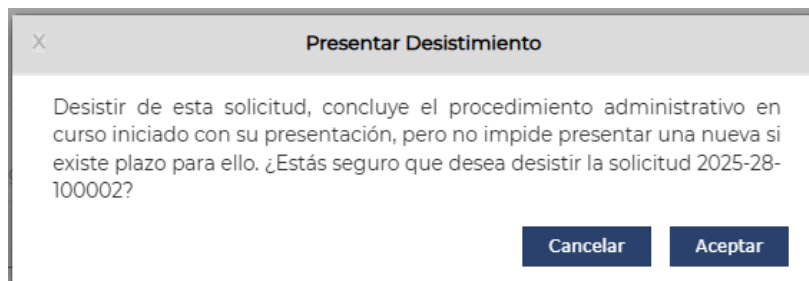 X
Presentar Desistimiento
Desistir de esta solicitud, concluye el procedimiento administrativo en
curso iniciado con su presentación, pero no impide presentar una nueva si
existe plazo para ello. ¿Estás seguro que desea desistir la solicitud 2025-28-
100002?
Cancelar
Aceptar